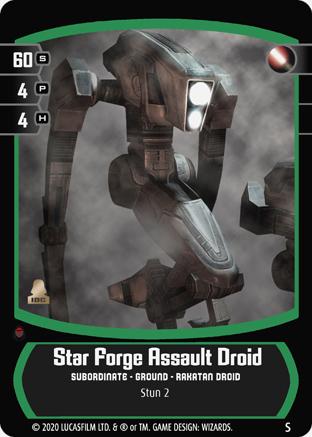 60 S
4 P
4 H
IDC
Star Forge Assault Droid
SUBORDINATE - GROUND - RAKATAN DROID
Stun 2
© 2020 LUCASFILM LTD. & ® or TM. GAME DESIGN: WIZARDS.
S